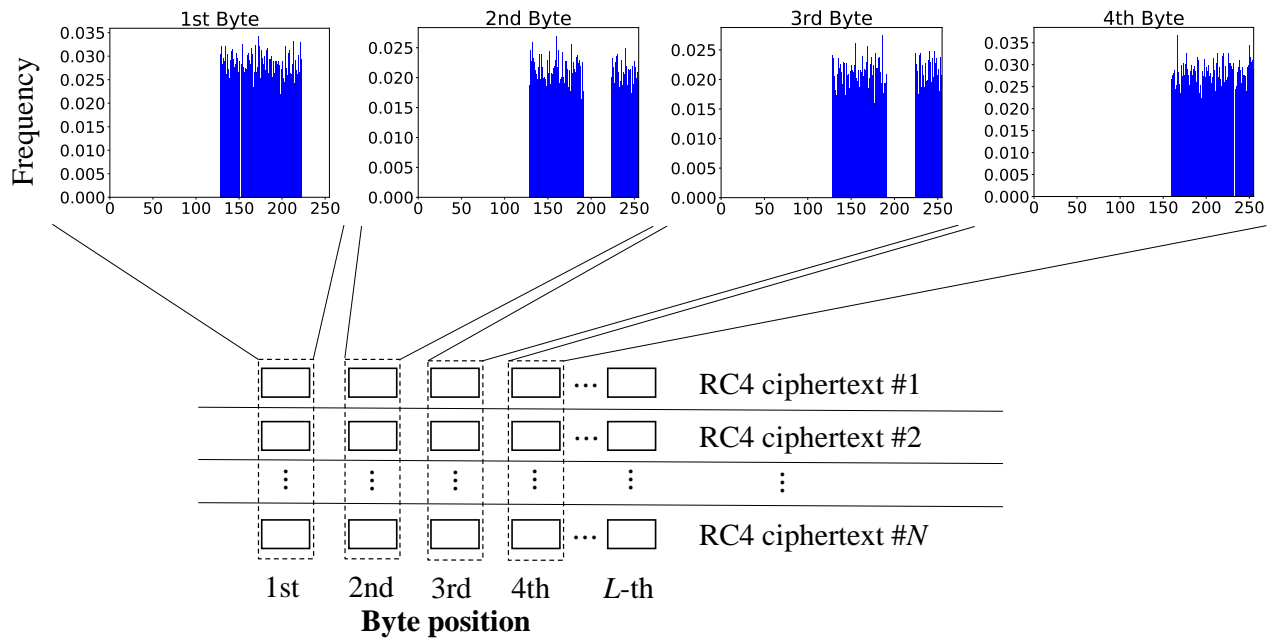 1st Byte
2nd Byte
3rd Byte
4th Byte
Frequency
0.035
0.030
0.025
0.020
0.015
0.010
0.005
0.000
0 50 100 150 200 250
0.025
0.020
0.015
0.010
0.005
0.000
0 50 100 150 200 250
0.025
0.020
0.015
0.010
0.005
0.000
0 50 100 150 200 250
0.035
0.030
0.025
0.020
0.015
0.010
0.005
0.000
0 50 100 150 200 250
... RC4 ciphertext #1
... RC4 ciphertext #2
... RC4 ciphertext #N
1st 2nd 3rd 4th L-th
Byte position